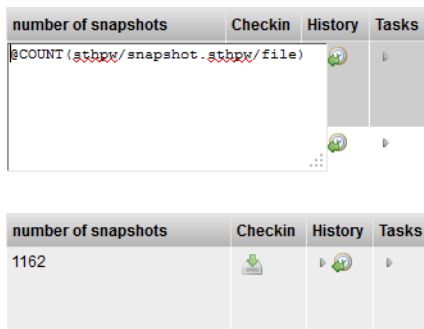 number of snapshots Checkin History Tasks
@COUNT(sthpw/snapshot.sthpw/file)
number of snapshots Checkin History Tasks
1162